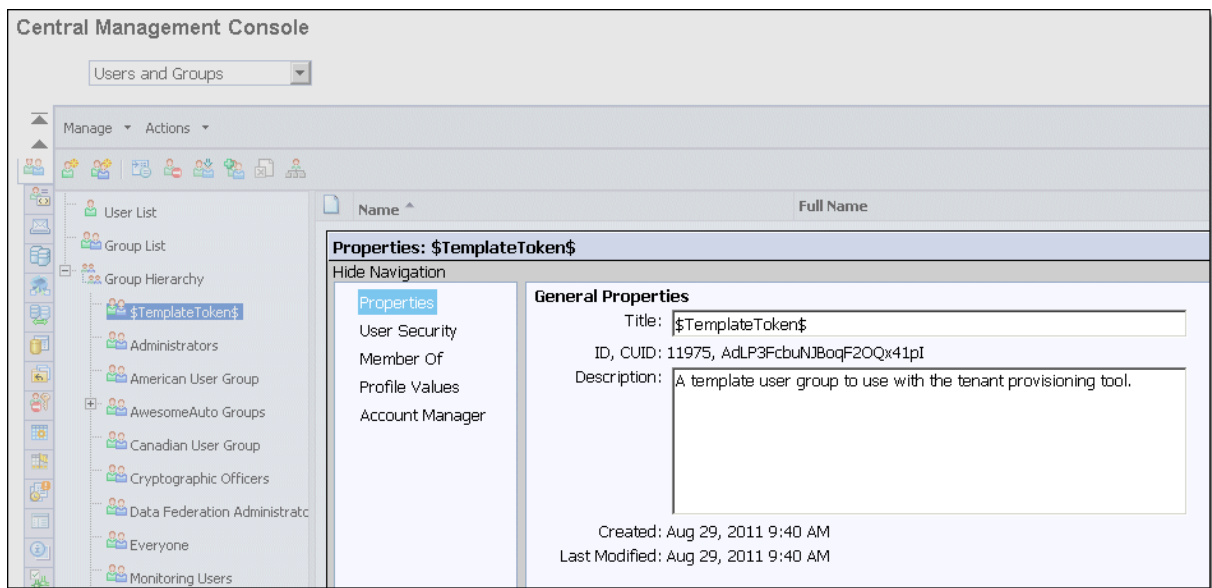 Central Management Console
Users and Groups
Manage Actions
User List
Group List
Group Hierarchy
$TemplateToken$
Administrators
American User Group
AwesomeAuto Groups
Canadian User Group
Cryptographic Officers
Data Federation Administratc
Everyone
Monitoring Users
Name Full Name
Properties: $TemplateToken$
Hide Navigation
Properties
User Security
Member Of
Profile Values
Account Manager
General Properties
Title: $TemplateToken$
ID, CUID: 11975, AdLP3FcbuNJBoqF2OQx41pI
Description: A template user group to use with the tenant provisioning tool.
Created: Aug 29, 2011 9:40 AM
Last Modified: Aug 29, 2011 9:40 AM